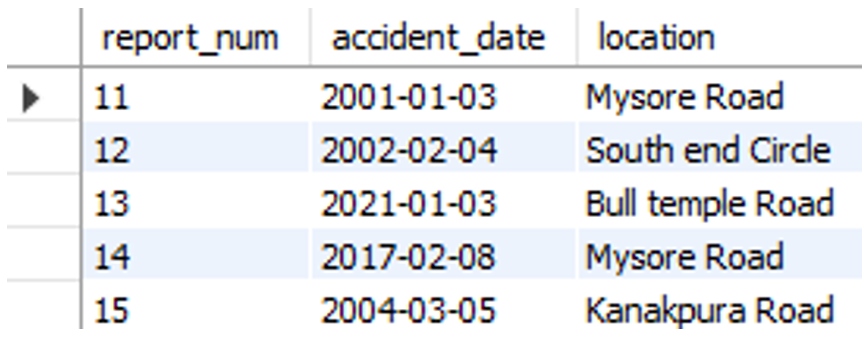 report_num accident_date location
11 2001-01-03 Mysore Road
12 2002-02-04 South end Circle
13 2021-01-03 Bull temple Road
14 2017-02-08 Mysore Road
15 2004-03-05 Kanakpura Road